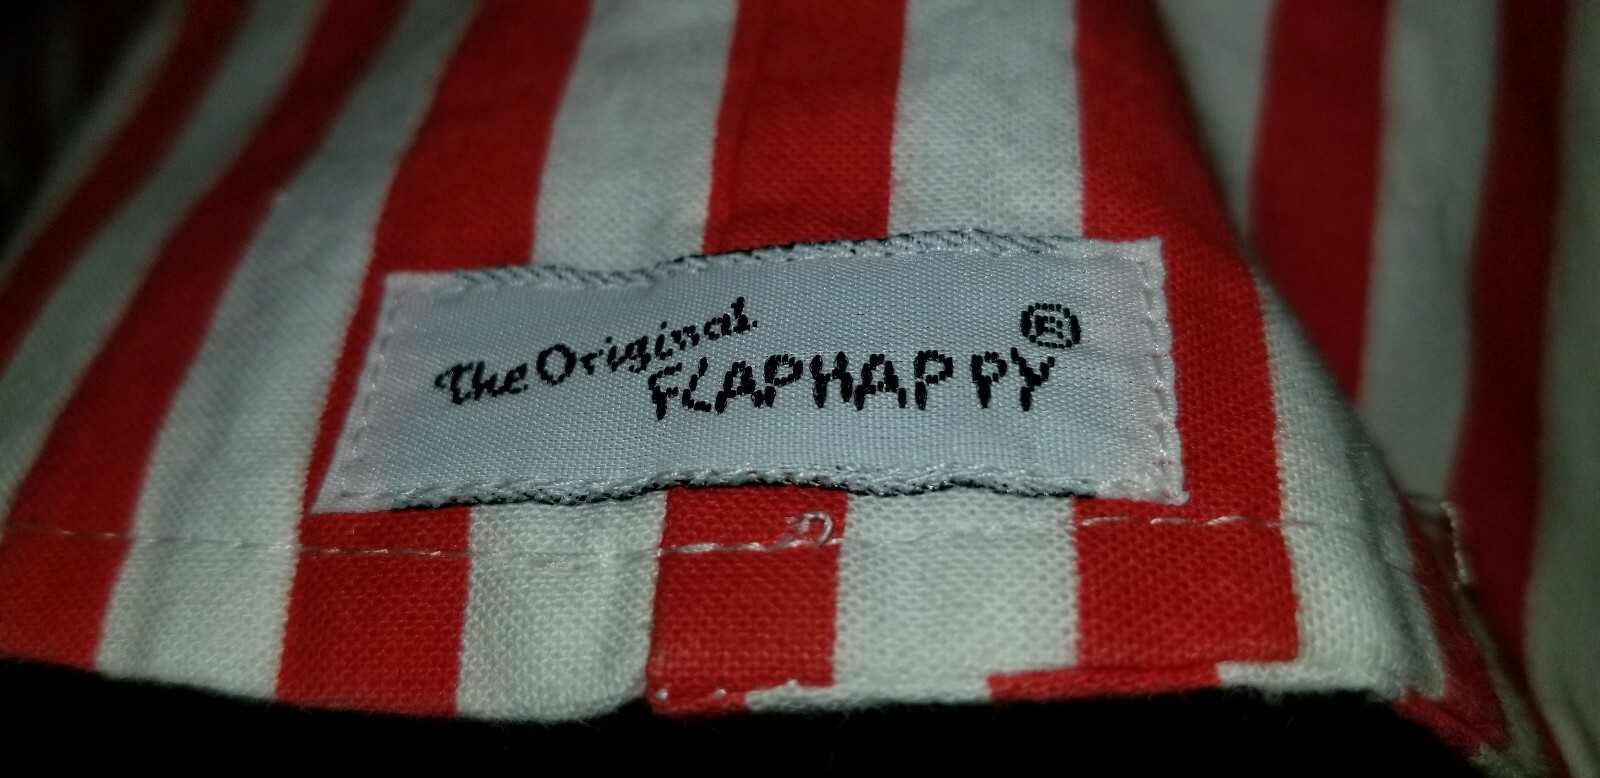 The Original
FLAPHAPPY ®